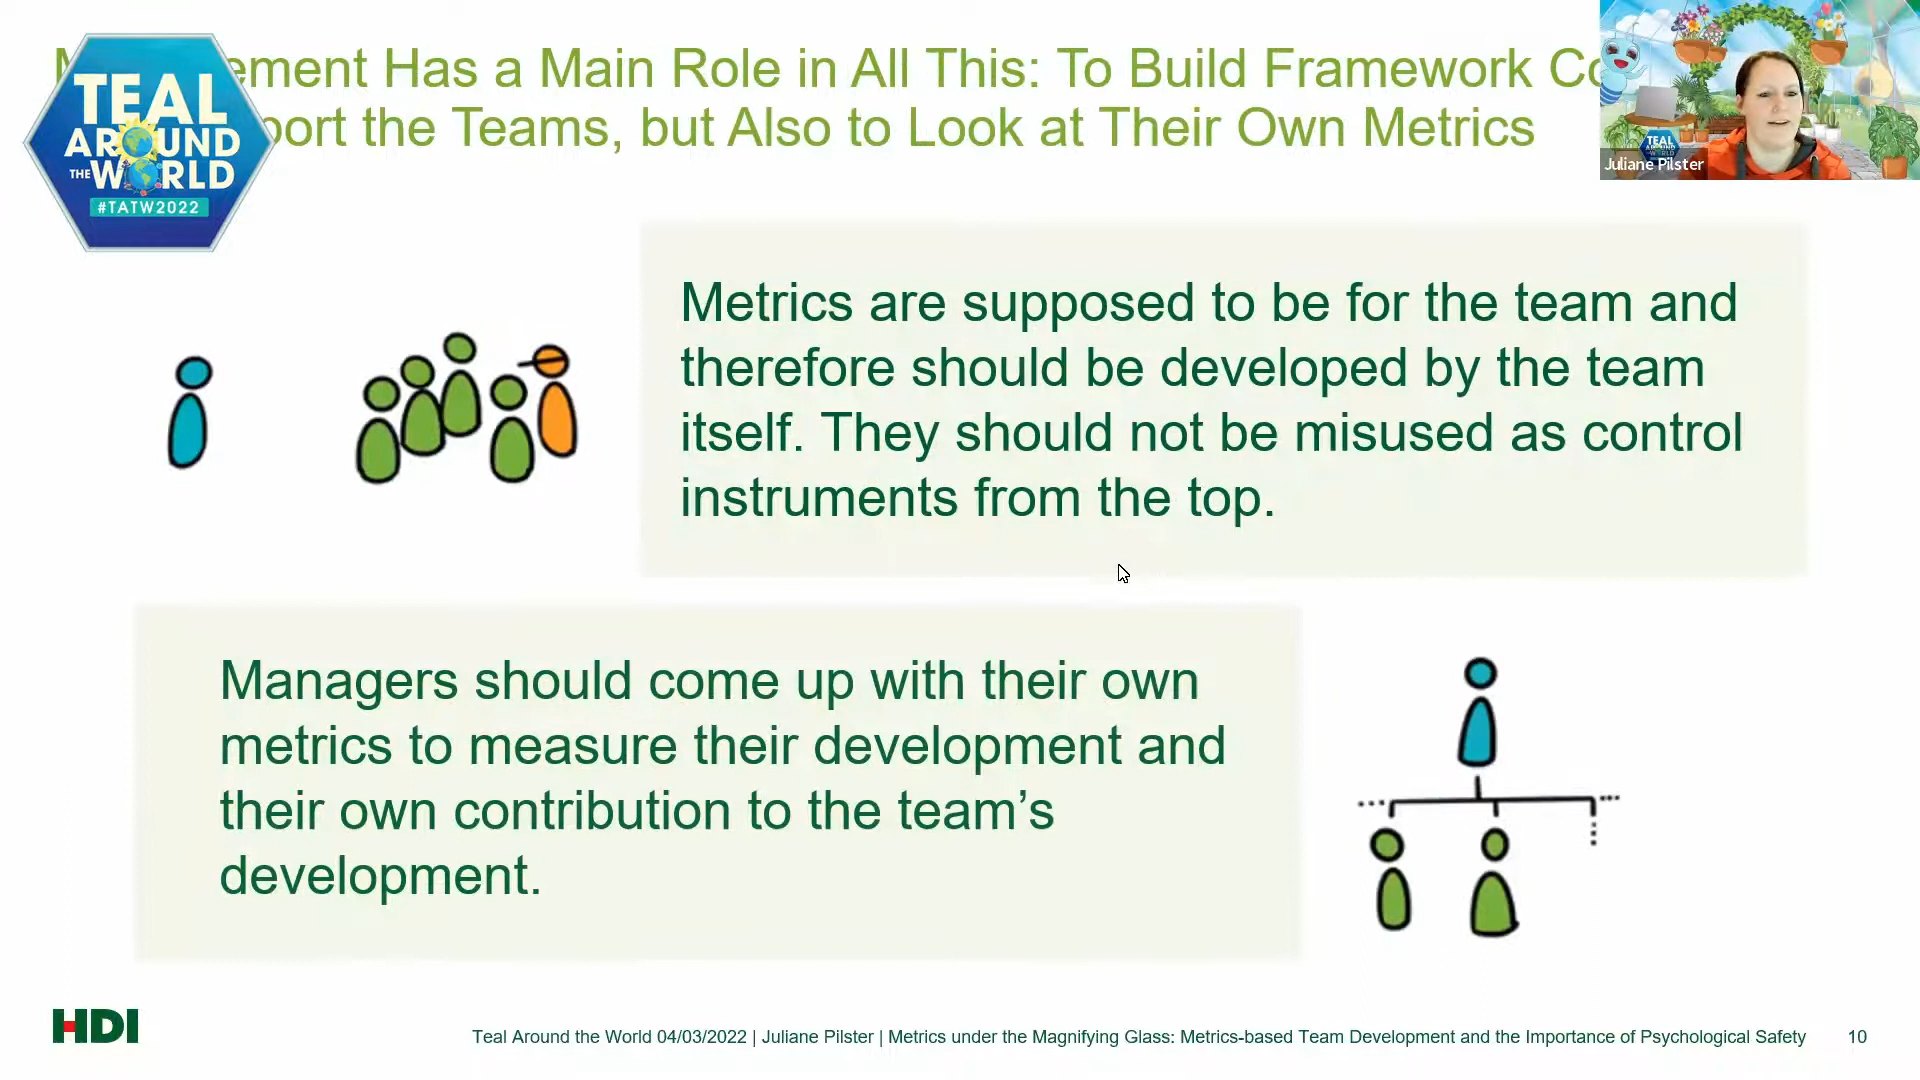 ement Has a Main Role in All This: To Build Framework Co
port the Teams, but Also to Look at Their Own Metrics
TEAL
AROUND
THE WORLD
#TATW2022
TEAL
Juliane Pilster
Metrics are supposed to be for the team and
therefore should be developed by the team
itself. They should not be misused as control
instruments from the top.
Managers should come up with their own
metrics to measure their development and
their own contribution to the team’s
development.
HDI
Teal Around the World 04/03/2022 | Juliane Pilster | Metrics under the Magnifying Glass: Metrics-based Team Development and the Importance of Psychological Safety
10